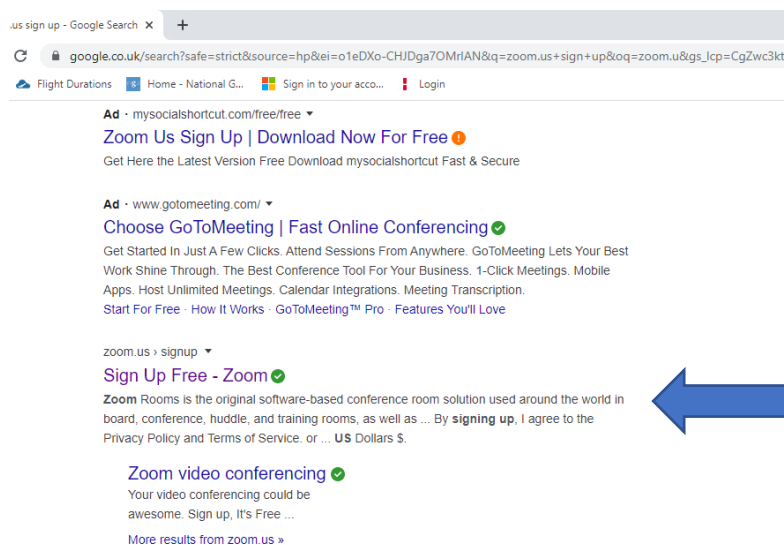 .us sign up - Google Search
google.co.uk/search?safe=strict&source=hp&ei=o1eDXo-CHJDga7OMrIAN&q=zoom.us+sign+up&oq=zoom.u&gs_lcp=CgZwc3kt
Flight Durations 8 Home - National G... Sign in to your acco... Login
Ad · mysocialshortcut.com/free/free
Zoom Us Sign Up | Download Now For Free
Get Here the Latest Version Free Download mysocialshortcut Fast & Secure
Ad · www.gotomeeting.com/
Choose GoToMeeting | Fast Online Conferencing
Get Started In Just A Few Clicks. Attend Sessions From Anywhere. GoToMeeting Lets Your Best
Work Shine Through. The Best Conference Tool For Your Business. 1-Click Meetings. Mobile
Apps. Host Unlimited Meetings. Calendar Integrations. Meeting Transcription.
Start For Free · How It Works · GoToMeeting™ Pro · Features You'll Love
zoom.us › signup
Sign Up Free - Zoom
Zoom Rooms is the original software-based conference room solution used around the world in
board, conference, huddle, and training rooms, as well as ... By signing up, I agree to the
Privacy Policy and Terms of Service. or ... US Dollars $.
Zoom video conferencing
Your video conferencing could be
awesome. Sign up, It's Free ...
More results from zoom.us »